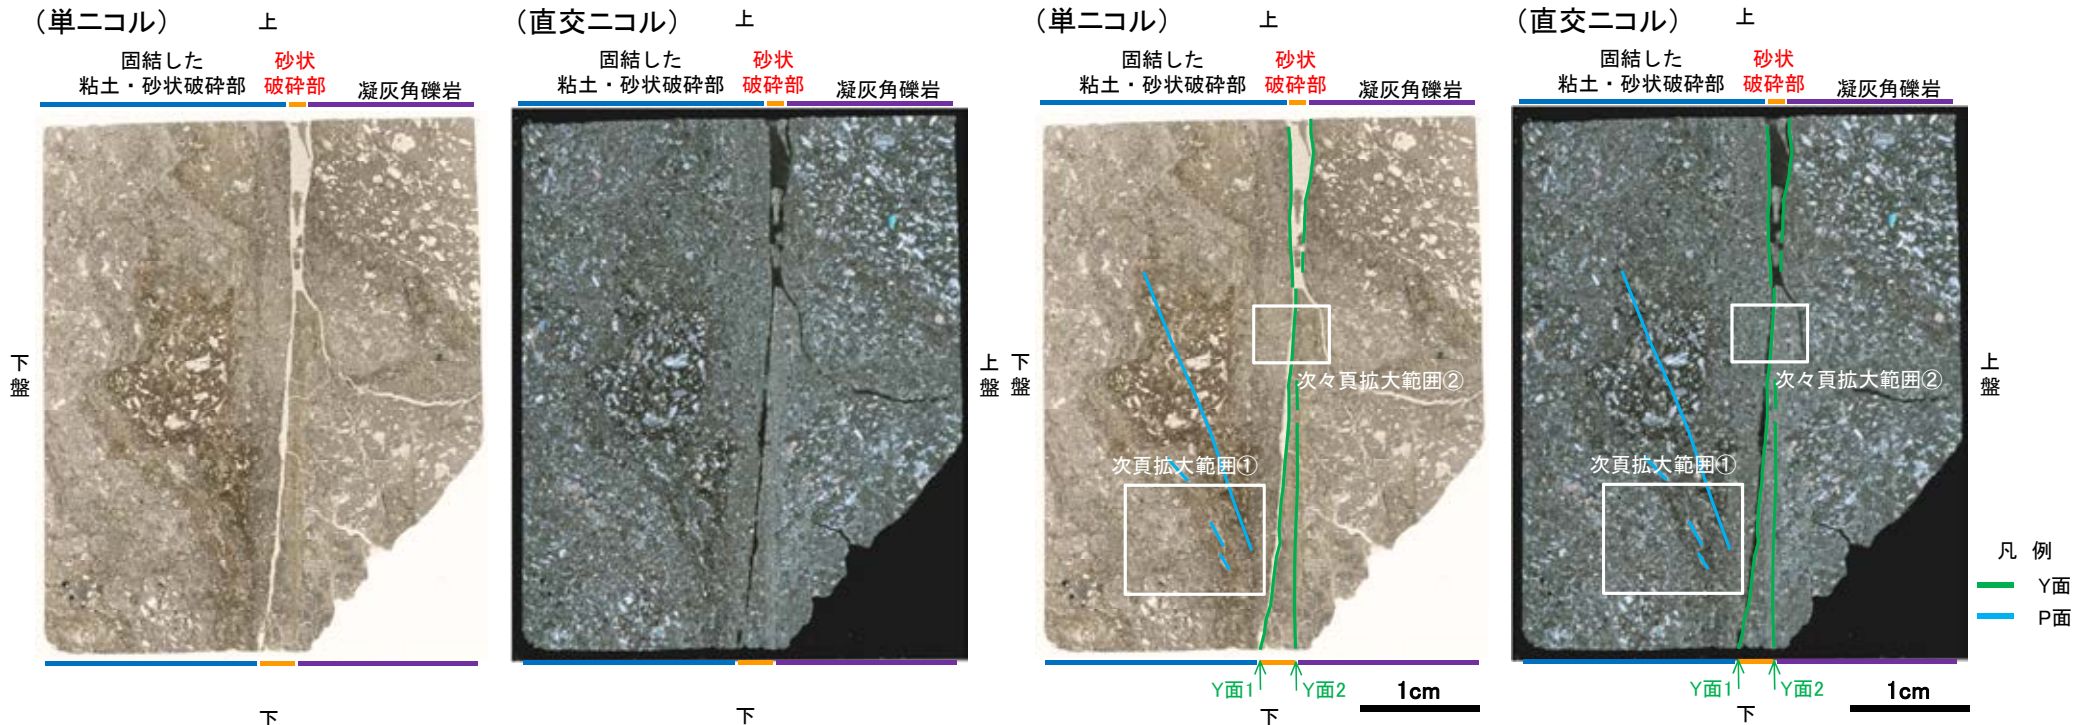 （単ニコル）
上
固結した
粘土・砂状破砕部
砂状
破砕部
凝灰角礫岩
下盤
下
（直交ニコル）
上
固結した
粘土・砂状破砕部
砂状
破砕部
凝灰角礫岩
上盤
下
（単ニコル）
上
固結した
粘土・砂状破砕部
砂状
破砕部
凝灰角礫岩
下盤
次々頁拡大範囲②
次頁拡大範囲①
Y面1
Y面2
1cm
下
（直交ニコル）
上
固結した
粘土・砂状破砕部
砂状
破砕部
凝灰角礫岩
上盤
次々頁拡大範囲②
次頁拡大範囲①
Y面1
Y面2
1cm
下
凡 例
Y面
P面